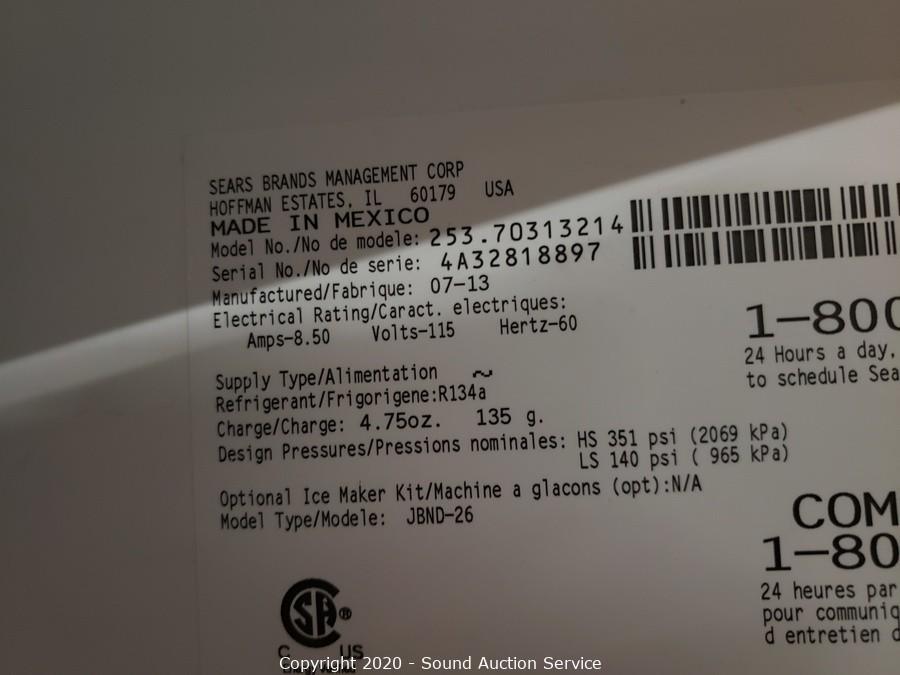 SEARS BRANDS MANAGEMENT CORP
HOFFMAN ESTATES, IL 60179 USA
MADE IN MEXICO
Model No./No de modele: 253.70313214
Serial No./No de serie: 4A32818897
Manufactured/Fabrique: 07-13
Electrical Rating/Caract. electriques:
Amps-8.50 Volts-115 Hertz-60
Supply Type/Alimentation ~
Refrigerant/Frigorigene:R134a
Charge/Charge: 4.75oz. 135 g.
Design Pressures/Pressions nominales: HS 351 psi (2069 kPa)
LS 140 psi ( 965 kPa)
Optional Ice Maker Kit/Machine a glacons (opt):N/A
Model Type/Modele: JBND-26
1-800
24 Hours a day,
to schedule Sea
COM
1-80
24 heures par
pour communiq
d entretien d
SA®
C US
Copyright 2020 - Sound Auction Service